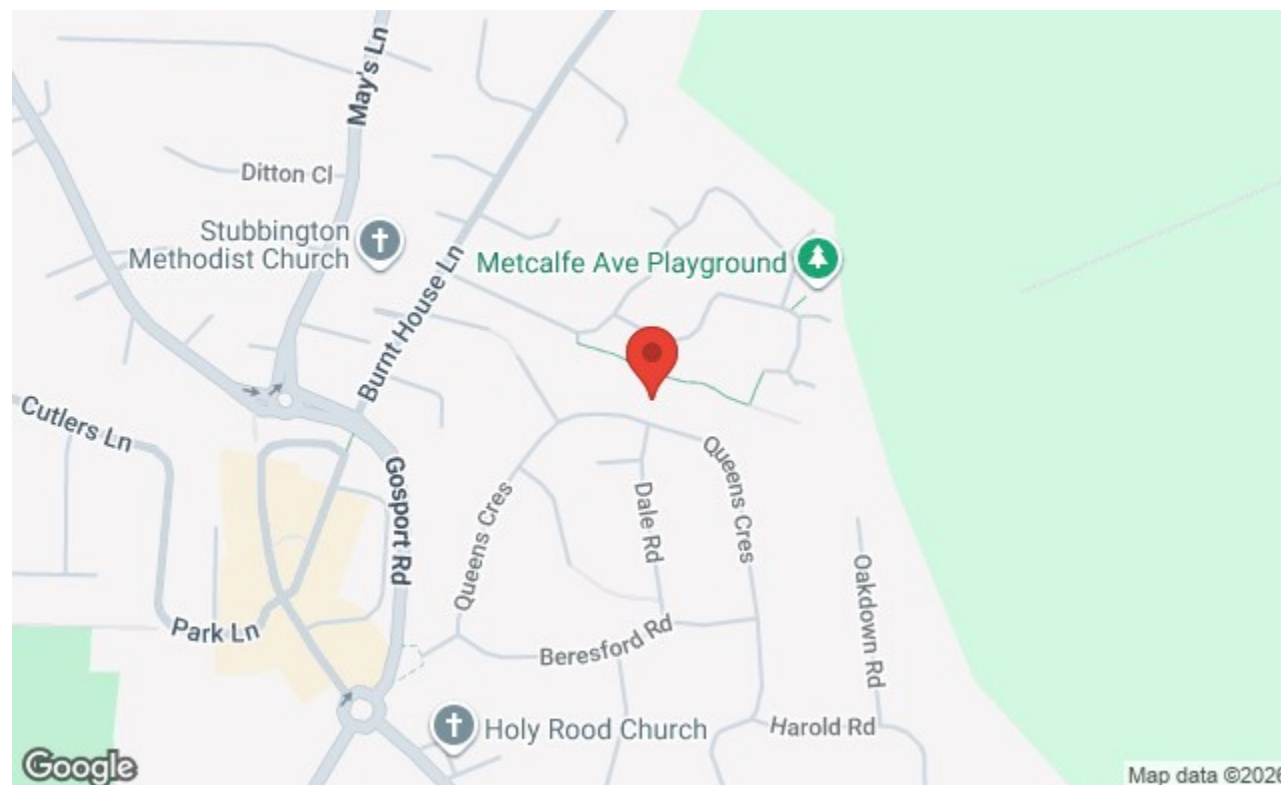 May's Ln
Ditton Cl
Stubbington
Methodist Church
Burnt House Ln
Metcalfe Ave Playground
Cutlers Ln
Gosport Rd
Queens Cres
Queens Cres
Dale Rd
Oakdown Rd
Park Ln
Beresford Rd
Holy Rood Church
Harold Rd
Google
Map data ©2026